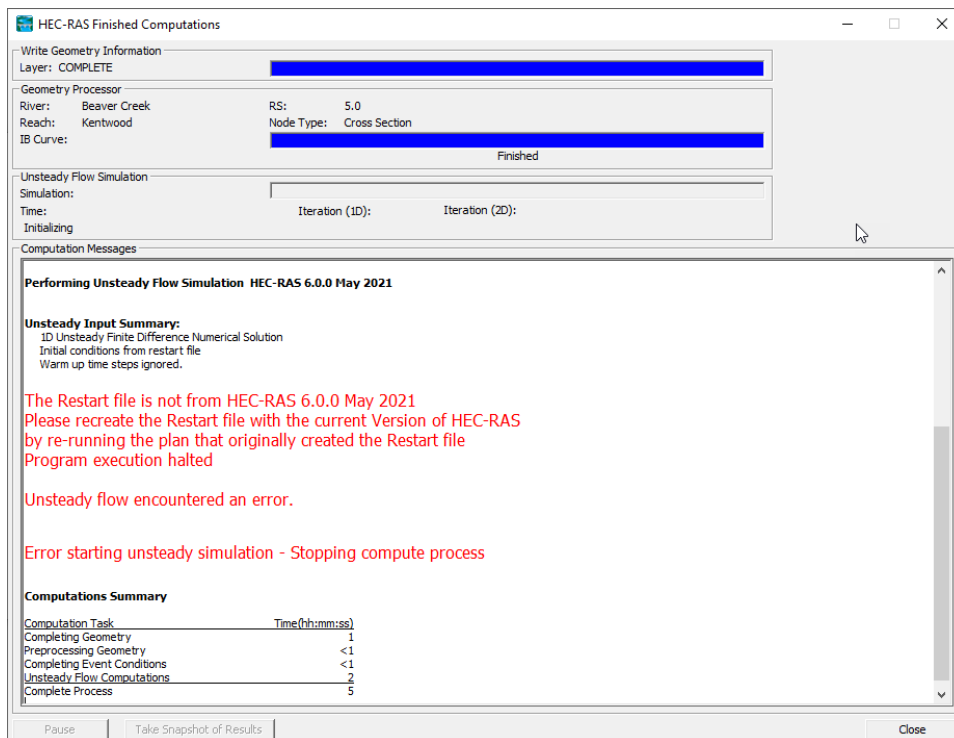 HEC-RAS Finished Computations
Write Geometry Information
Layer: COMPLETE
Geometry Processor
River: Beaver Creek RS: 5.0
Reach: Kentwood Node Type: Cross Section
IB Curve:
Finished
Unsteady Flow Simulation
Simulation:
Time: Iteration (1D): Iteration (2D):
Initializing
Computation Messages
Performing Unsteady Flow Simulation HEC-RAS 6.0.0 May 2021
Unsteady Input Summary:
1D Unsteady Finite Difference Numerical Solution
Initial conditions from restart file
Warm up time steps ignored.
The Restart file is not from HEC-RAS 6.0.0 May 2021
Please recreate the Restart file with the current Version of HEC-RAS
by re-running the plan that originally created the Restart file
Program execution halted
Unsteady flow encountered an error.
Error starting unsteady simulation - Stopping compute process
Computations Summary
Computation Task Time(hh:mm:ss)
Completing Geometry 1
Preprocessing Geometry <1
Completing Event Conditions <1
Unsteady Flow Computations 2
Complete Process 5
Pause Take Snapshot of Results Close